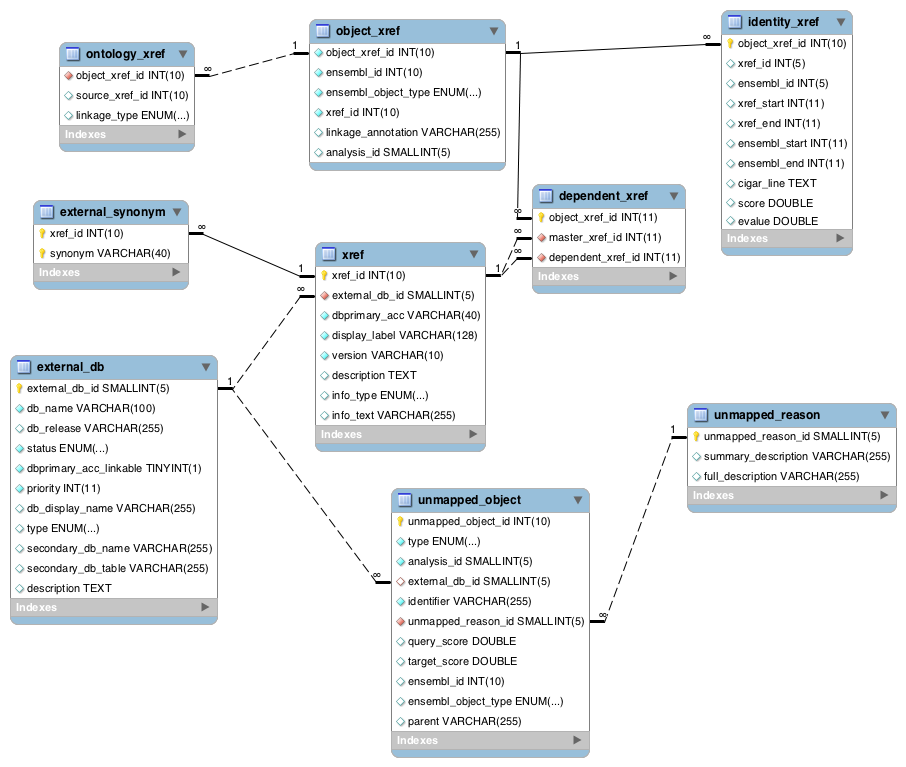 ontology_xref
object_xref_id INT(10)
source_xref_id INT(10)
linkage_type ENUM(...)
Indexes
∞
1
object_xref
object_xref_id INT(10)
ensembl_id INT(10)
ensembl_object_type ENUM(...)
xref_id INT(10)
linkage_annotation VARCHAR(255)
analysis_id SMALLINT(5)
1
∞
identity_xref
object_xref_id INT(10)
xref_id INT(5)
ensembl_id INT(5)
xref_start INT(11)
xref_end INT(11)
ensembl_start INT(11)
ensembl_end INT(11)
cigar_line TEXT
score DOUBLE
evalue DOUBLE
Indexes
external_synonym
xref_id INT(10)
synonym VARCHAR(40)
Indexes
∞
1
∞
xref
xref_id INT(10)
external_db_id SMALLINT(5)
dbprimary_acc VARCHAR(40)
display_label VARCHAR(128)
version VARCHAR(10)
description TEXT
info_type ENUM(...)
info_text VARCHAR(255)
Indexes
1
∞
∞
∞
dependent_xref
object_xref_id INT(11)
master_xref_id INT(11)
dependent_xref_id INT(11)
Indexes
external_db
external_db_id SMALLINT(5)
db_name VARCHAR(100)
db_release VARCHAR(255)
status ENUM(...)
dbprimary_acc_linkable TINYINT(1)
priority INT(11)
db_display_name VARCHAR(255)
type ENUM(...)
secondary_db_name VARCHAR(255)
secondary_db_table VARCHAR(255)
description TEXT
Indexes
1
∞
unmapped_object
unmapped_object_id INT(10)
type ENUM(...)
analysis_id SMALLINT(5)
external_db_id SMALLINT(5)
identifier VARCHAR(255)
unmapped_reason_id SMALLINT(5)
query_score DOUBLE
target_score DOUBLE
ensembl_id INT(10)
ensembl_object_type ENUM(...)
parent VARCHAR(255)
Indexes
∞
1
unmapped_reason
unmapped_reason_id SMALLINT(5)
summary_description VARCHAR(255)
full_description VARCHAR(255)
Indexes